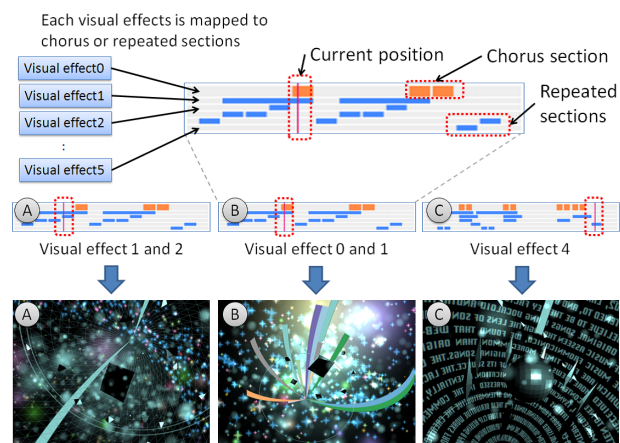 Each visual effects is mapped to
chorus or repeated sections
Visual effect0
Visual effect1
Visual effect2
:
Visual effect5
Current position
Chorus section
Repeated
sections
A
B
C
Visual effect 1 and 2
Visual effect 0 and 1
Visual effect 4
A
B
C